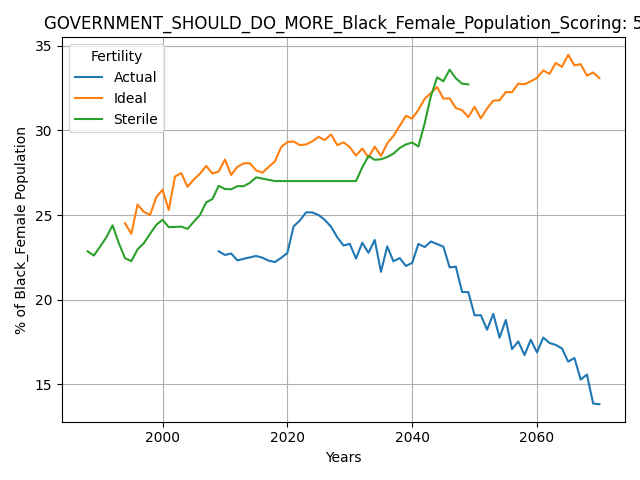 GOVERNMENT_SHOULD_DO_MORE_Black_Female_Population_Scoring: 5
Fertility
Actual
Ideal
Sterile
% of Black_Female Population
35
30
25
20
15
2000 2020 2040 2060
Years